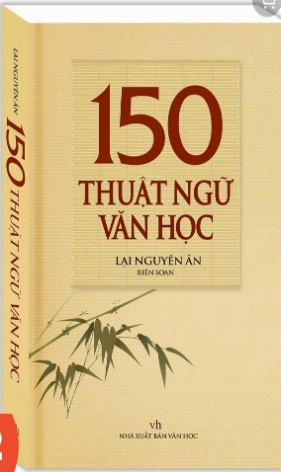 LẠI NGUYÊN ÂN
150 THUẬT NGỮ VĂN HỌC
150
THUẬT NGỮ
VĂN HỌC
LẠI NGUYÊN ÂN
BIÊN SOẠN
vh
NHÀ XUẤT BẢN VĂN HỌC